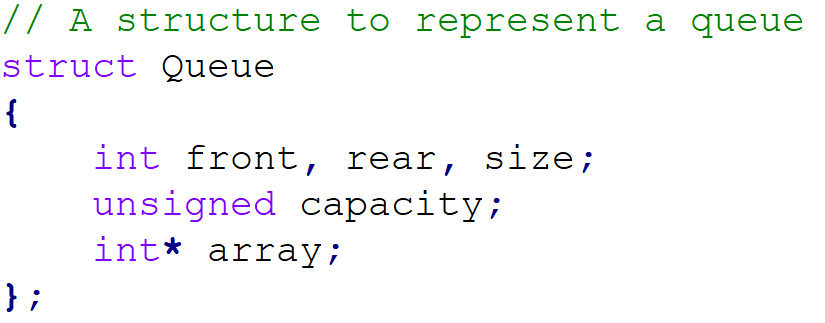 // A structure to represent a queue
struct Queue
{
    int front, rear, size;
    unsigned capacity;
    int* array;
};